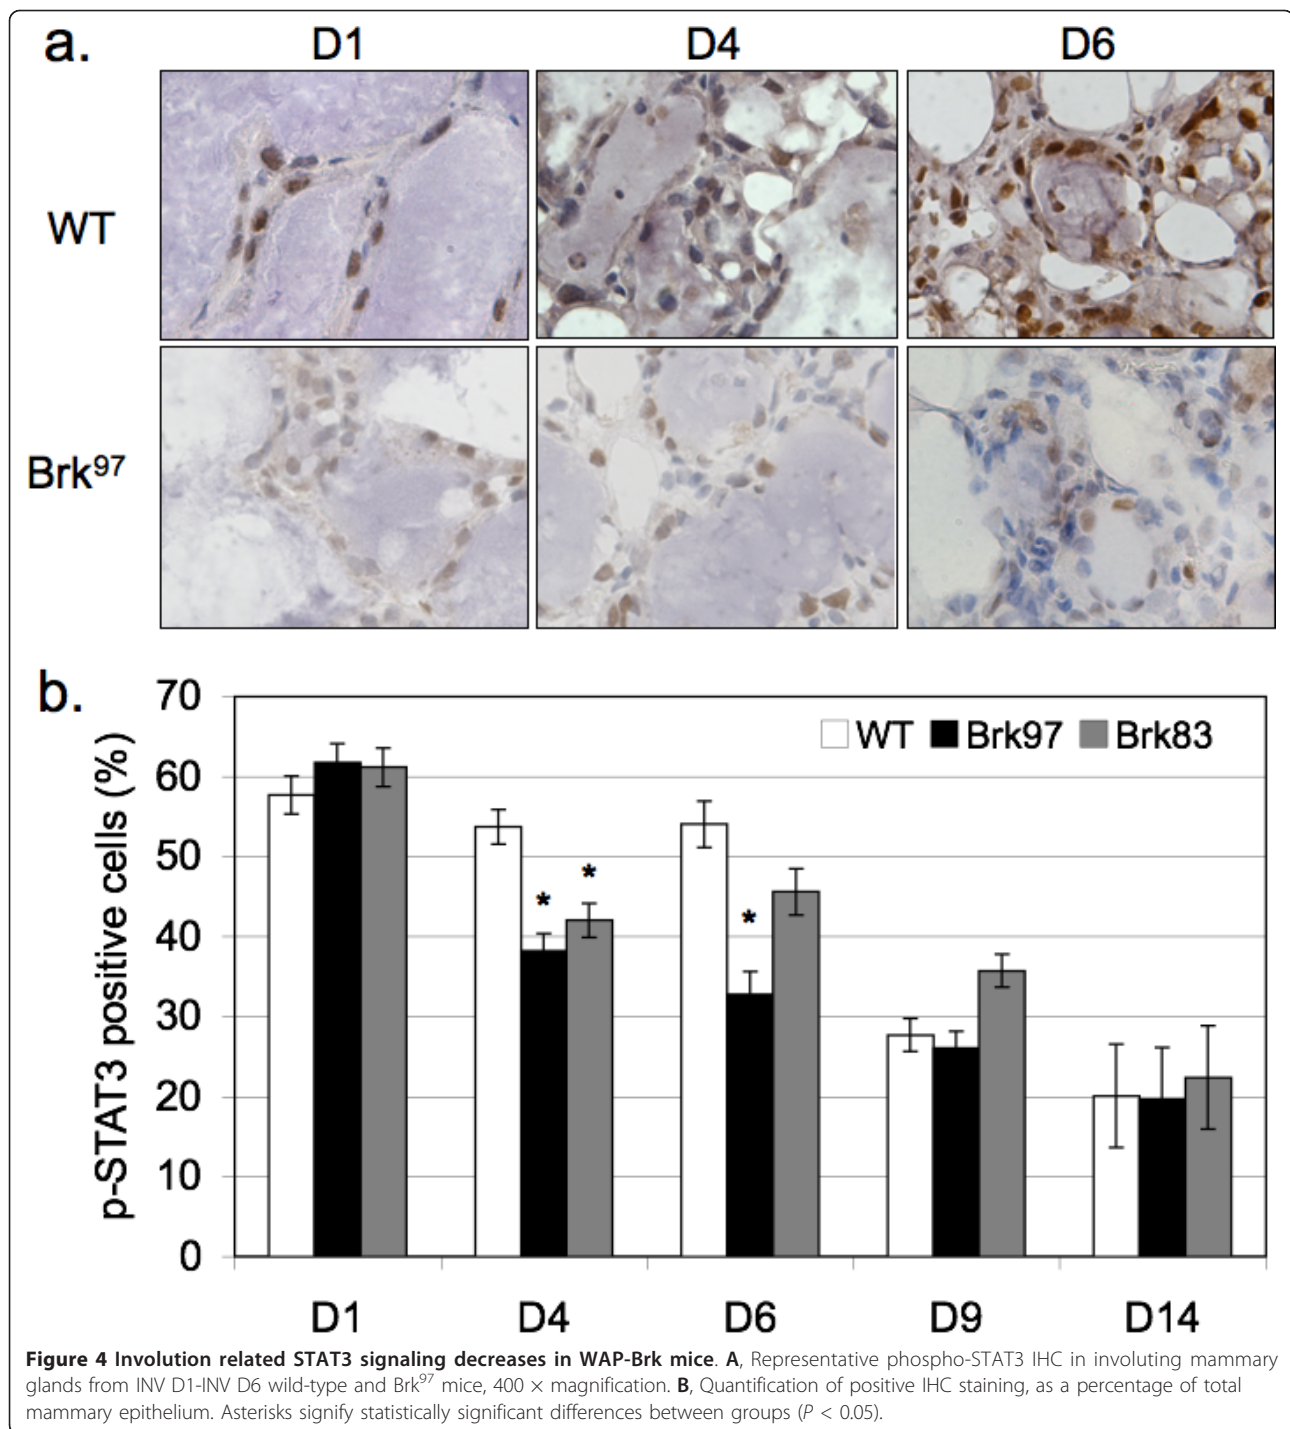 a.
D1 D4 D6
WT
Brk⁹⁷
b.
p-STAT3 positive cells (%)
70
60
50
40
30
20
10
0
WT Brk97 Brk83
*
*
*
D1 D4 D6 D9 D14
Figure 4 Involution related STAT3 signaling decreases in WAP-Brk mice. A, Representative phospho-STAT3 IHC in involuting mammary
glands from INV D1-INV D6 wild-type and Brk⁹⁷ mice, 400 × magnification. B, Quantification of positive IHC staining, as a percentage of total
mammary epithelium. Asterisks signify statistically significant differences between groups (P < 0.05).